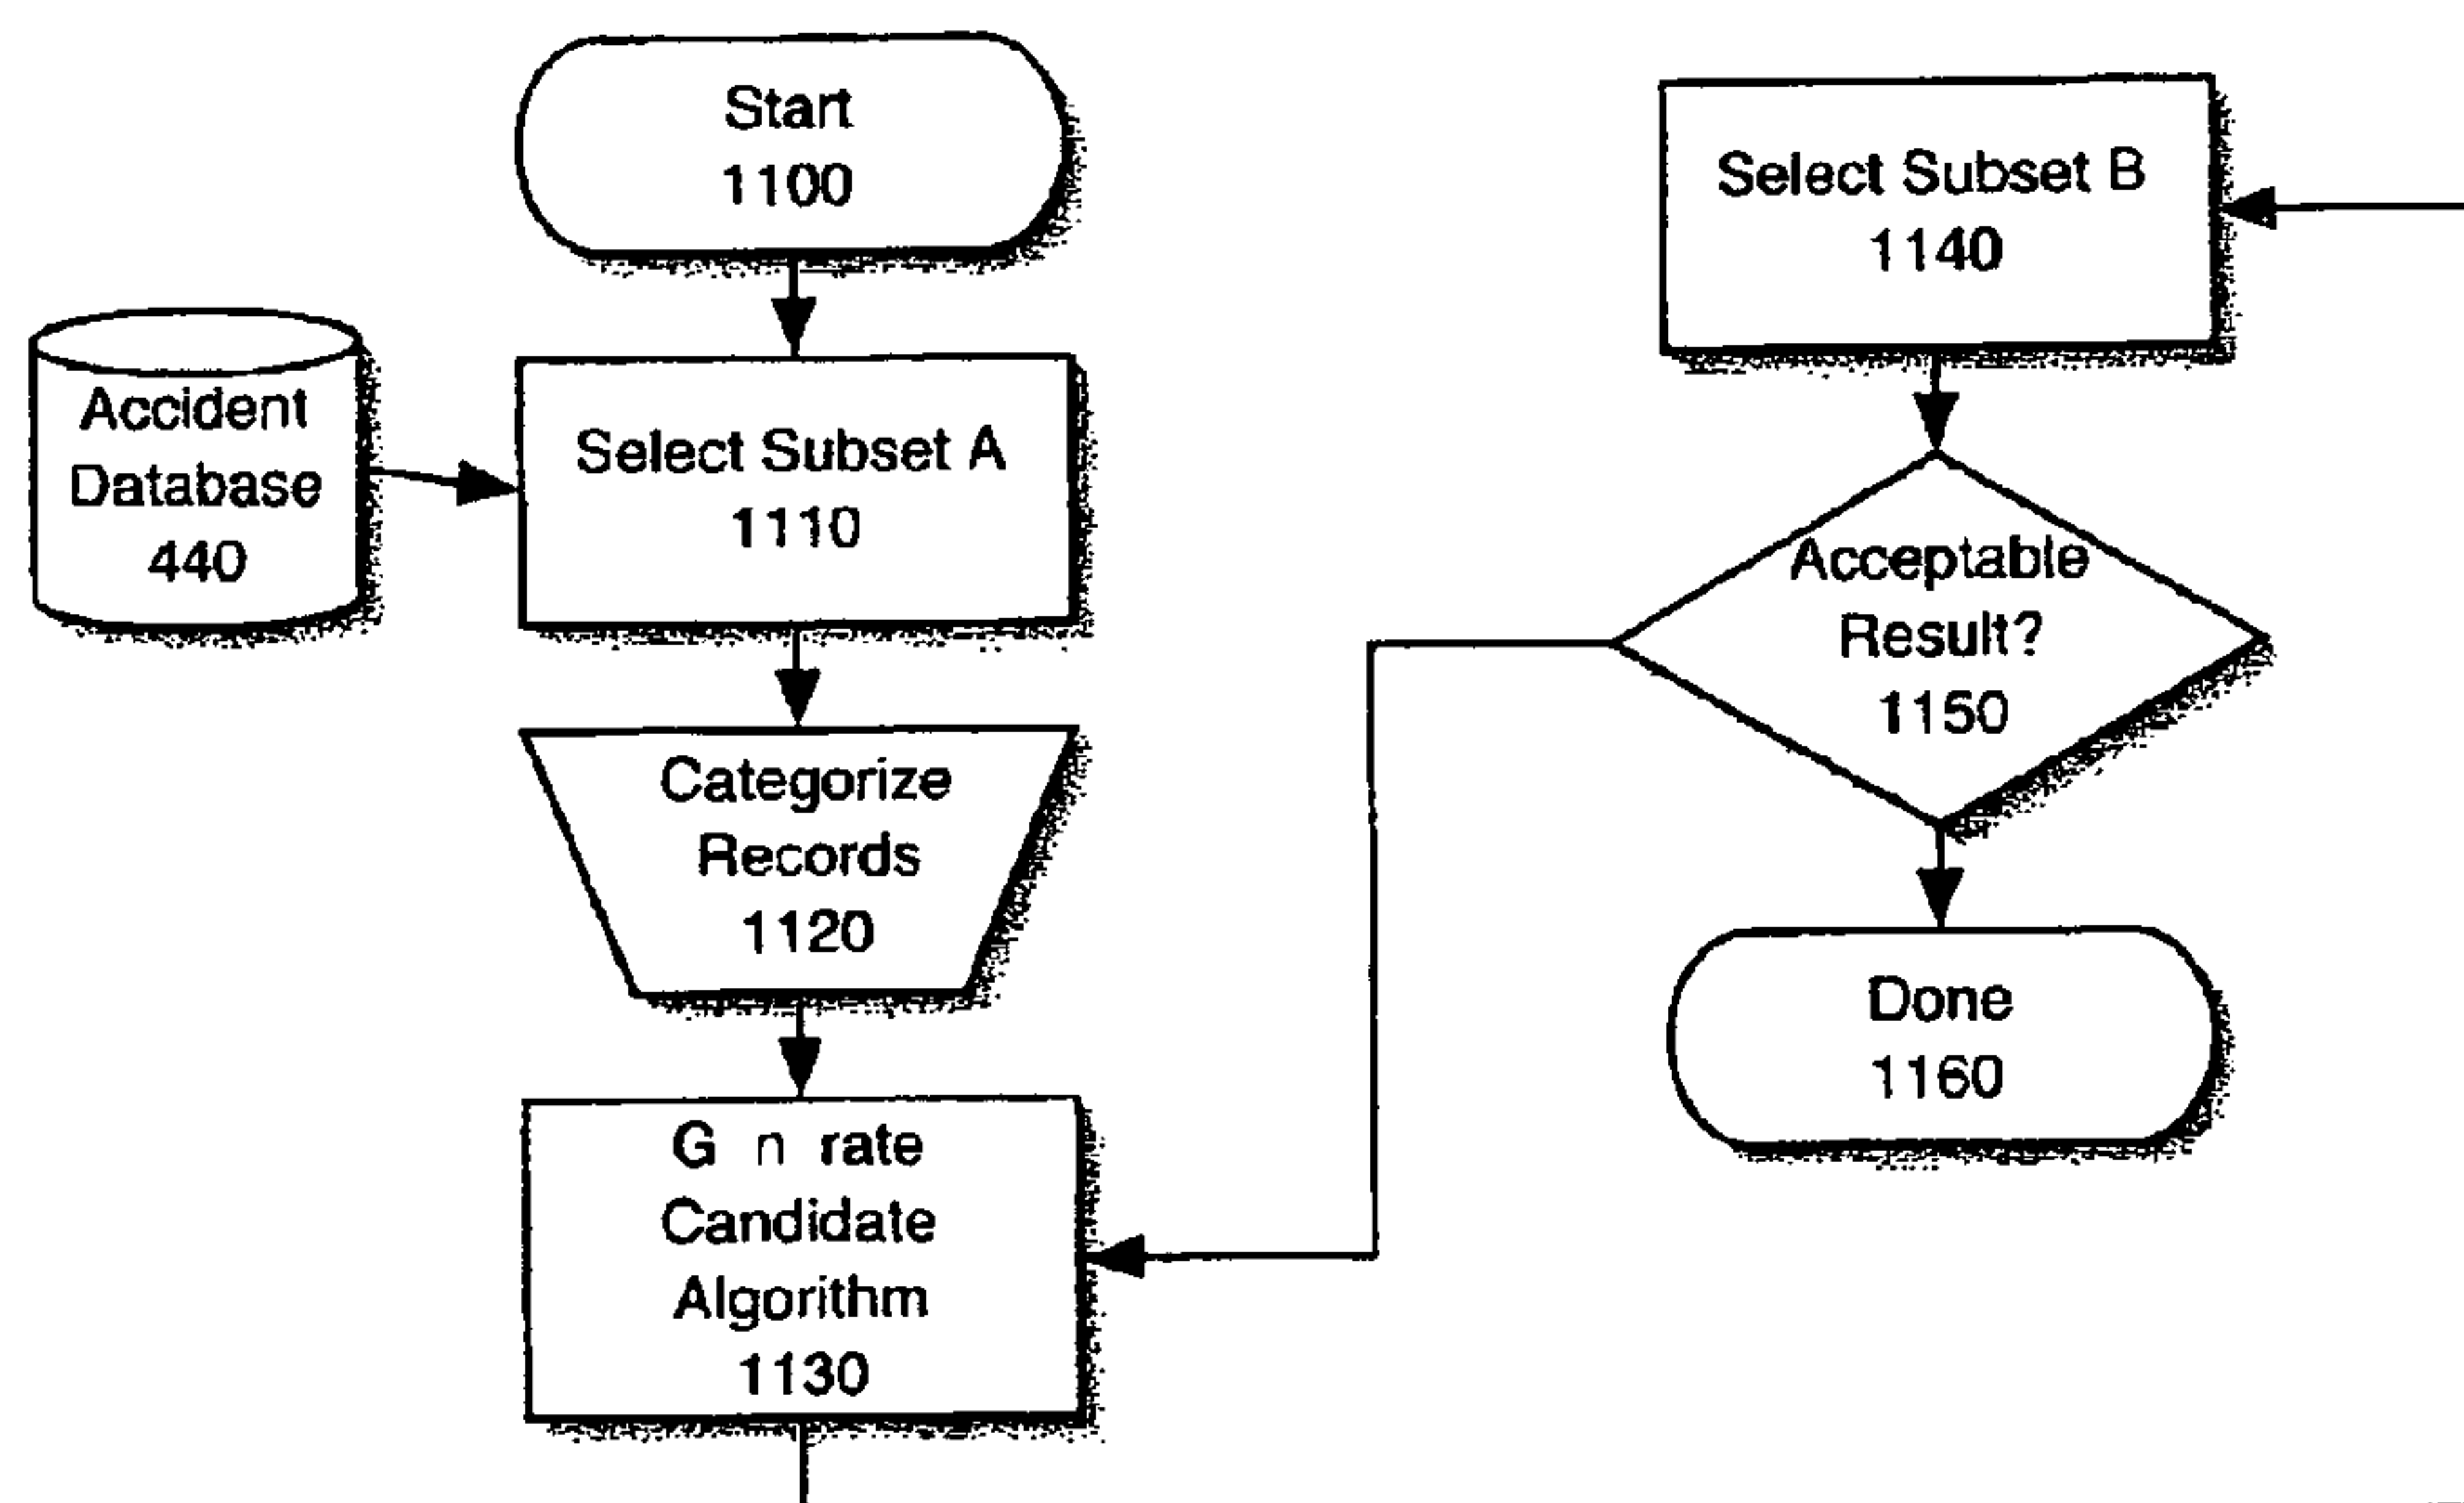 Start
1100
Accident
Database
440
Select Subset A
1110
Categorize
Records
1120
G n rate
Candidate
Algorithm
1130
Select Subset B
1140
Acceptable
Result?
1150
Done
1160